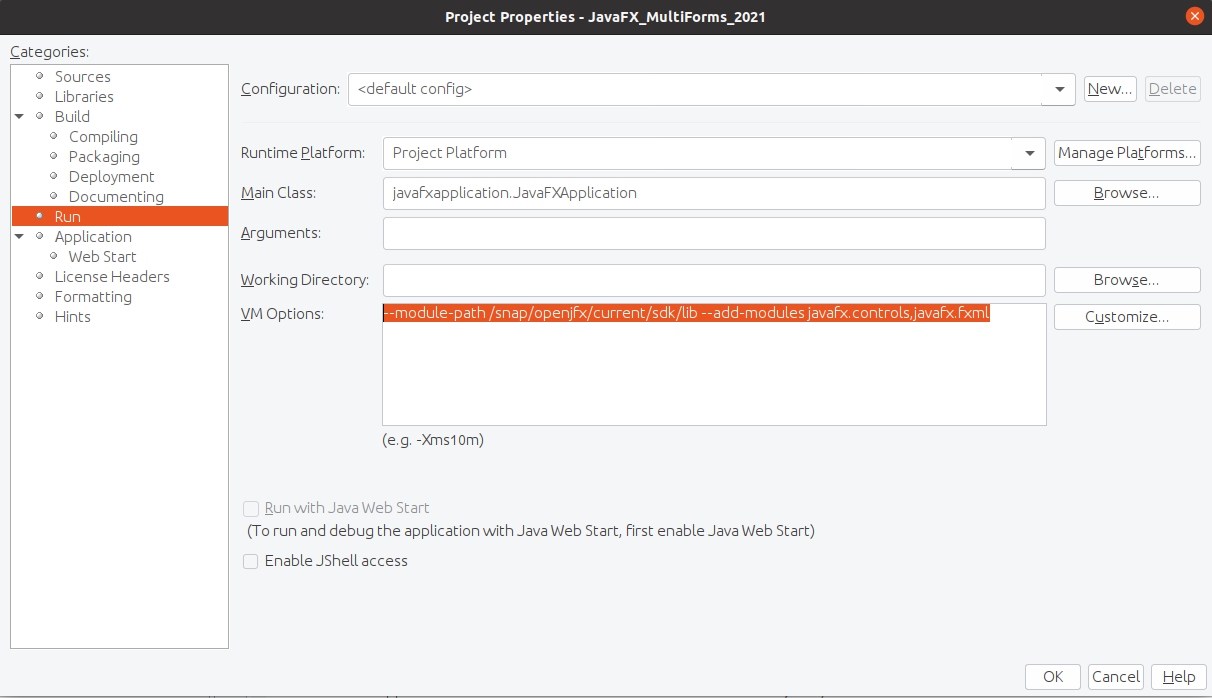 Project Properties - JavaFX_MultiForms_2021
Categories:
Sources
Libraries
Build
Compiling
Packaging
Deployment
Documenting
Run
Application
Web Start
License Headers
Formatting
Hints
Configuration: <default config> New... Delete
Runtime Platform: Project Platform Manage Platforms...
Main Class: javafxapplication.JavaFXApplication Browse...
Arguments:
Working Directory: Browse...
VM Options: --module-path /snap/openjfx/current/sdk/lib --add-modules javafx.controls,javafx.fxml Customize...
(e.g. -Xms10m)
Run with Java Web Start
(To run and debug the application with Java Web Start, first enable Java Web Start)
Enable JShell access
OK Cancel Help